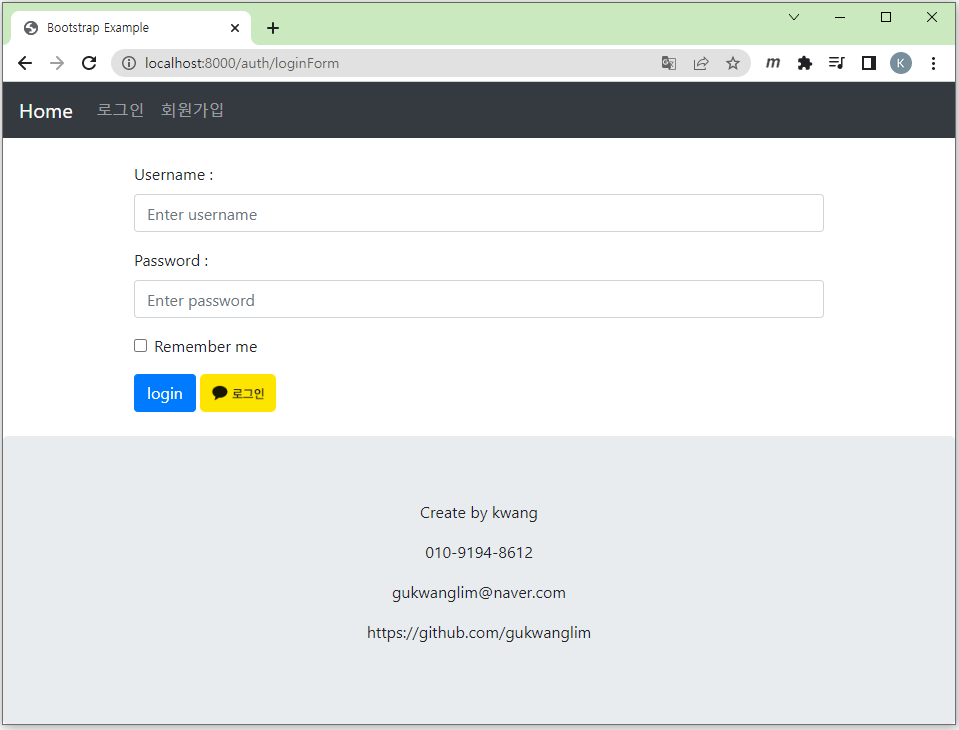 Bootstrap Example
localhost:8000/auth/loginForm
m
K
Home 로그인 회원가입
Username :
Enter username
Password :
Enter password
Remember me
login 로그인
Create by kwang
010-9194-8612
gukwanglim@naver.com
https://github.com/gukwanglim